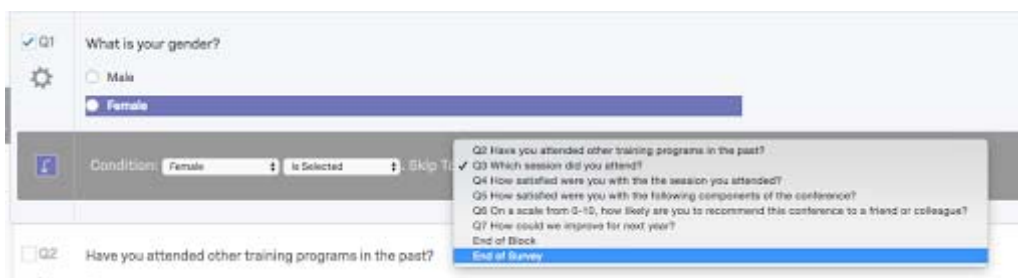 Q1 What is your gender?
Male
Female
Condition: Female Is Selected . Skip To
Q2 Have you attended other training programs in the past?
✓ Q3 Which session did you attend?
Q4 How satisfied were you with the the session you attended?
Q5 How satisfied were you with the following components of the conference?
Q6 On a scale from 0-10, how likely are you to recommend this conference to a friend or colleague?
Q7 How could we improve for next year?
End of Block
End of Survey
Q2 Have you attended other training programs in the past?